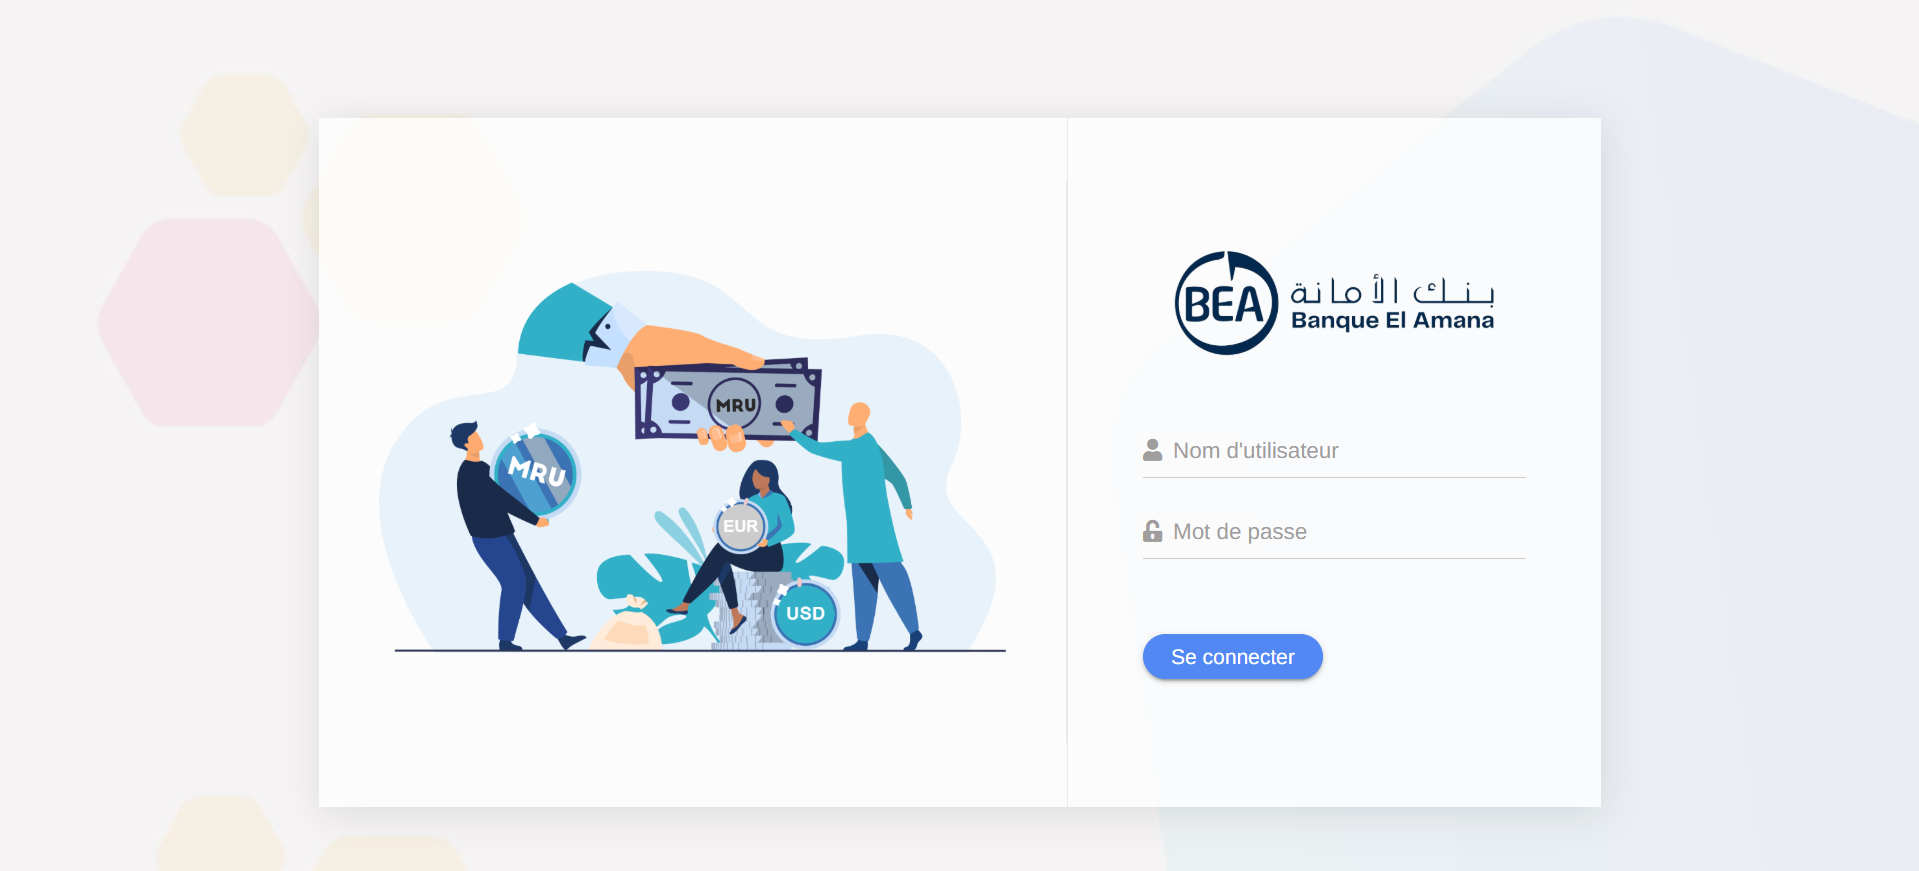 MRU
MRU
EUR
USD
BEA
بنك الأمانة
Banque El Amana
Nom d'utilisateur
Mot de passe
Se connecter